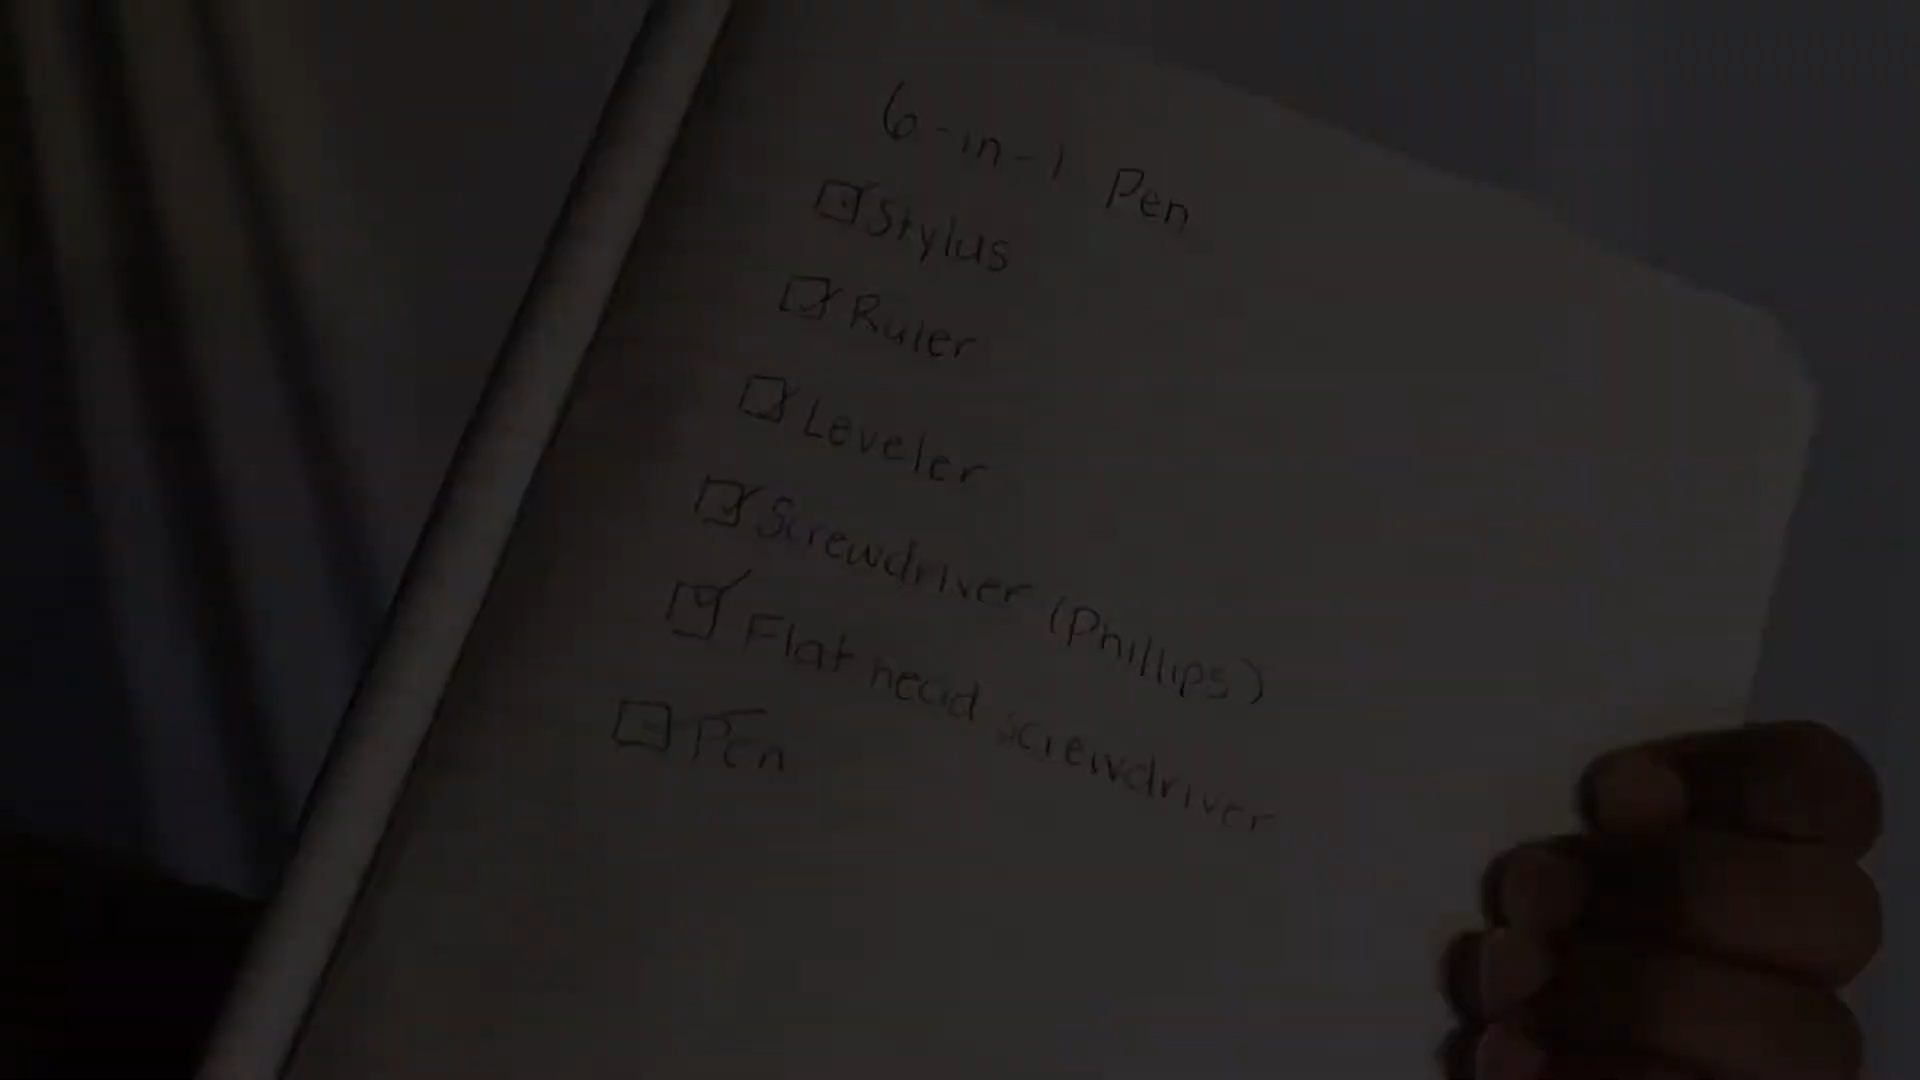 6-in-1 Pen
Stylus
Ruler
Leveler
Screwdriver (Phillips)
Flat head screwdriver
Pen